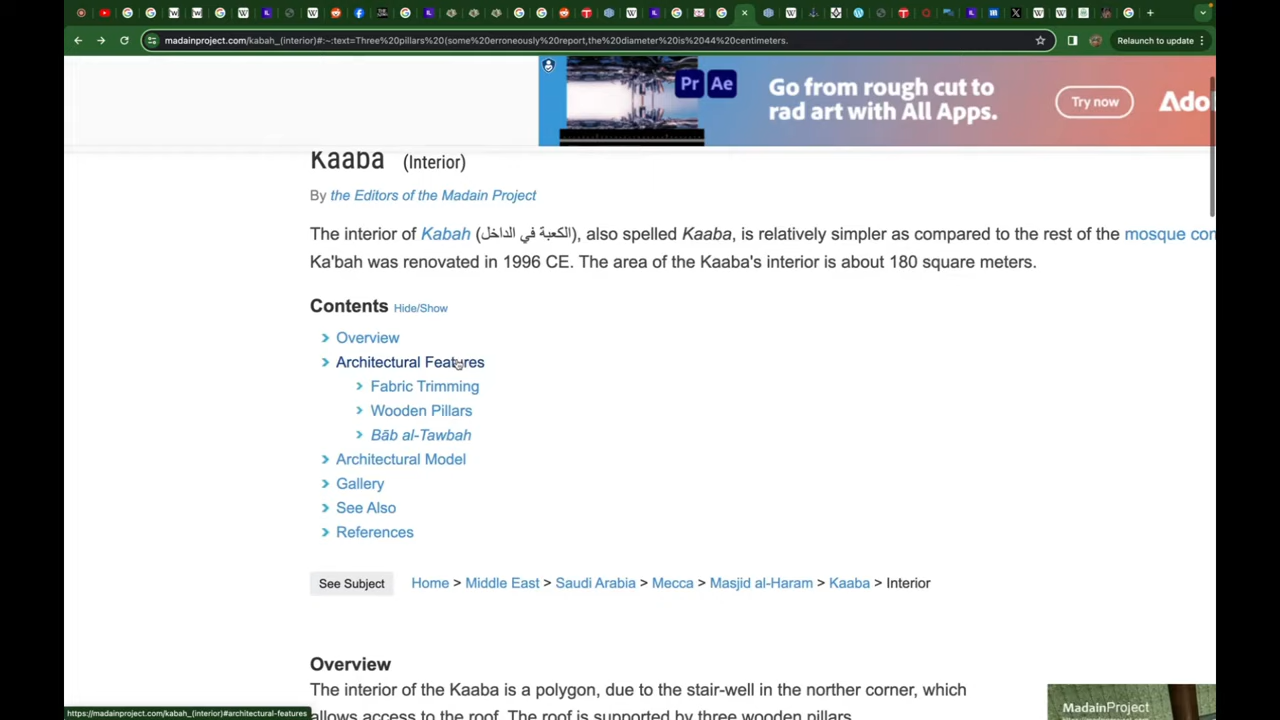 madainproject.com/kabah_(interior)#:~:text=Three%20pillars%20(some%20erroneously%20report,the%20diameter%20is%2044%20centimeters.
Relaunch to update
Pr Ae
Go from rough cut to
rad art with All Apps.
Try now
Ado
Kaaba (Interior)
By the Editors of the Madain Project
The interior of Kabah (الكعبة في الداخل), also spelled Kaaba, is relatively simpler as compared to the rest of the mosque con
Ka'bah was renovated in 1996 CE. The area of the Kaaba's interior is about 180 square meters.
Contents Hide/Show
Overview
Architectural Features
Fabric Trimming
Wooden Pillars
Bāb al-Tawbah
Architectural Model
Gallery
See Also
References
See Subject
Home > Middle East > Saudi Arabia > Mecca > Masjid al-Haram > Kaaba > Interior
Overview
The interior of the Kaaba is a polygon, due to the stair-well in the norther corner, which
allows access to the roof. The roof is supported by three wooden pillars
MadainProject
https://madainproject.com/kabah_(interior)#architectural-features